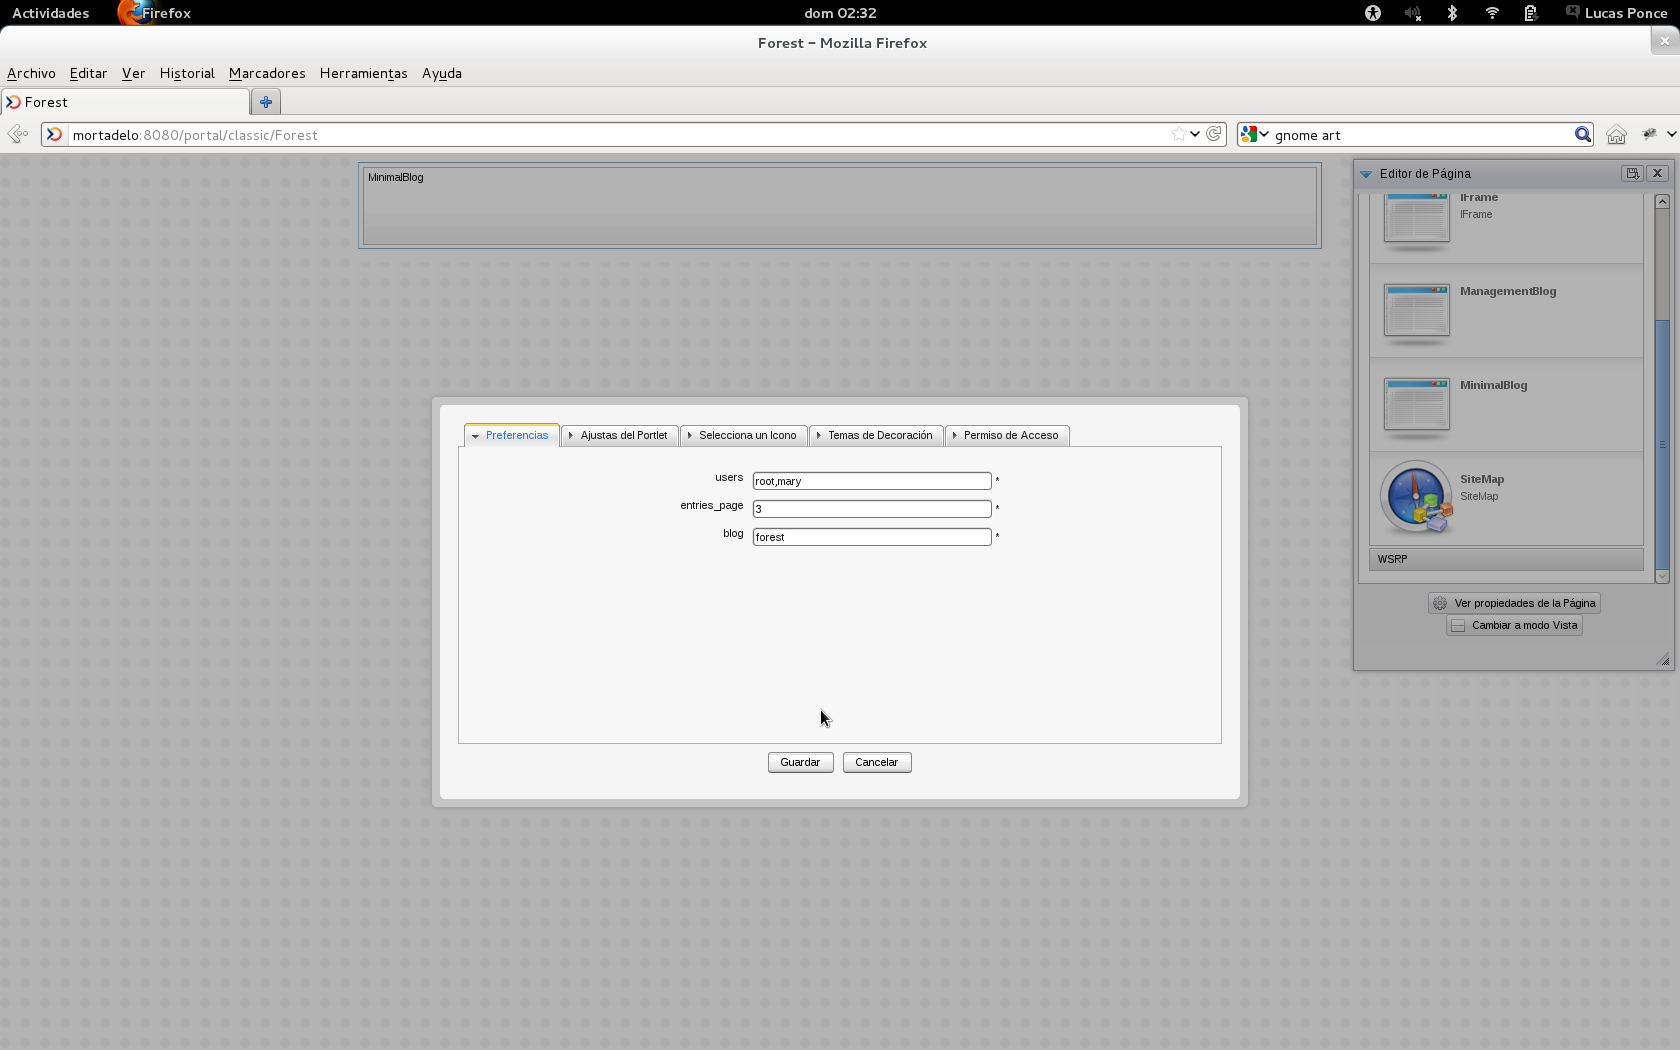 Actividades Firefox dom 02:32 Lucas Ponce
Forest - Mozilla Firefox
Archivo Editar Ver Historial Marcadores Herramientas Ayuda
Forest
mortadelo:8080/portal/classic/Forest gnome art
MinimalBlog
Editor de Página
IFrame
IFrame
ManagementBlog
MinimalBlog
SiteMap
SiteMap
WSRP
Ver propiedades de la Página
Cambiar a modo Vista
Preferencias Ajustas del Portlet Selecciona un Icono Temas de Decoración Permiso de Acceso
users root,mary *
entries_page 3 *
blog forest *
Guardar Cancelar